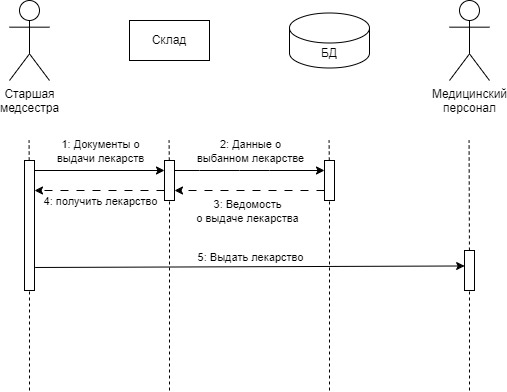 Склад
БД
Старшая
медсестра
Медицинский
персонал
1: Документы о
выдачи лекарств
2: Данные о
выбанном лекарстве
4: получить лекарство
3: Ведомость
о выдаче лекарства
5: Выдать лекарство